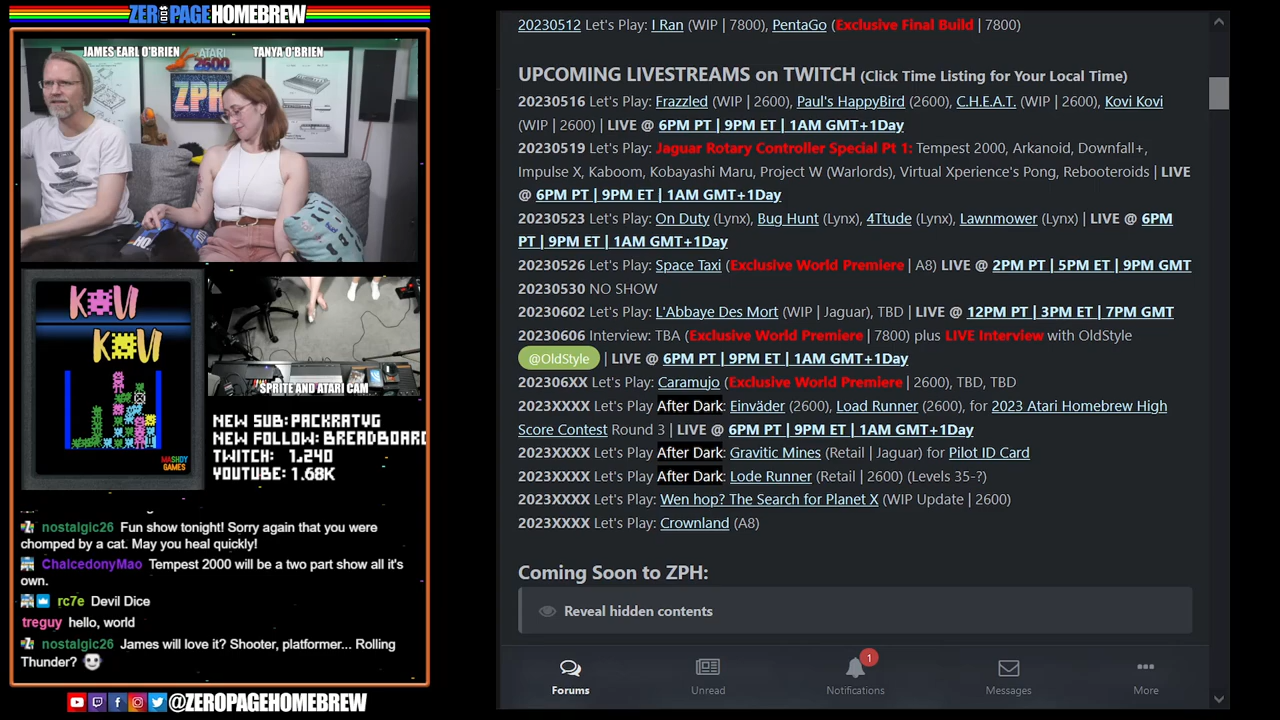 ZERO PAGE HOMEBREW
JAMES EARL O'BRIEN
TANYA O'BRIEN
ATARI
2600
ZPH
KOVI
KOVI
MASHDY
GAMES
SPRITE AND ATARI CAM
NEW SUB: PACKRATVG
NEW FOLLOW: BREADBOARD
TWITCH: 1,240
YOUTUBE: 1.68K
nostalgic26 Fun show tonight! Sorry again that you were
chomped by a cat. May you heal quickly!
ChalcedonyMao Tempest 2000 will be a two part show all it's
own.
rc7e Devil Dice
treguy hello, world
nostalgic26 James will love it? Shooter, platformer... Rolling
Thunder?
@ZEROPAGEHOMEBREW
20230512 Let's Play: I Ran (WIP | 7800), PentaGo (Exclusive Final Build | 7800)
UPCOMING LIVESTREAMS on TWITCH (Click Time Listing for Your Local Time)
20230516 Let's Play: Frazzled (WIP | 2600), Paul's HappyBird (2600), C.H.E.A.T. (WIP | 2600), Kovi Kovi
(WIP | 2600) | LIVE @ 6PM PT | 9PM ET | 1AM GMT+1Day
20230519 Let's Play: Jaguar Rotary Controller Special Pt 1: Tempest 2000, Arkanoid, Downfall+,
Impulse X, Kaboom, Kobayashi Maru, Project W (Warlords), Virtual Xperience's Pong, Rebooteroids | LIVE
@ 6PM PT | 9PM ET | 1AM GMT+1Day
20230523 Let's Play: On Duty (Lynx), Bug Hunt (Lynx), 4Ttude (Lynx), Lawnmower (Lynx) | LIVE @ 6PM
PT | 9PM ET | 1AM GMT+1Day
20230526 Let's Play: Space Taxi (Exclusive World Premiere | A8) LIVE @ 2PM PT | 5PM ET | 9PM GMT
20230530 NO SHOW
20230602 Let's Play: L'Abbaye Des Mort (WIP | Jaguar), TBD | LIVE @ 12PM PT | 3PM ET | 7PM GMT
20230606 Interview: TBA (Exclusive World Premiere | 7800) plus LIVE Interview with OldStyle
@OldStyle | LIVE @ 6PM PT | 9PM ET | 1AM GMT+1Day
202306XX Let's Play: Caramujo (Exclusive World Premiere | 2600), TBD, TBD
2023XXXX Let's Play After Dark: Einväder (2600), Load Runner (2600), for 2023 Atari Homebrew High
Score Contest Round 3 | LIVE @ 6PM PT | 9PM ET | 1AM GMT+1Day
2023XXXX Let's Play After Dark: Gravitic Mines (Retail | Jaguar) for Pilot ID Card
2023XXXX Let's Play After Dark: Lode Runner (Retail | 2600) (Levels 35-?)
2023XXXX Let's Play: Wen hop? The Search for Planet X (WIP Update | 2600)
2023XXXX Let's Play: Crownland (A8)
Coming Soon to ZPH:
Reveal hidden contents
1
Forums Unread Notifications Messages More